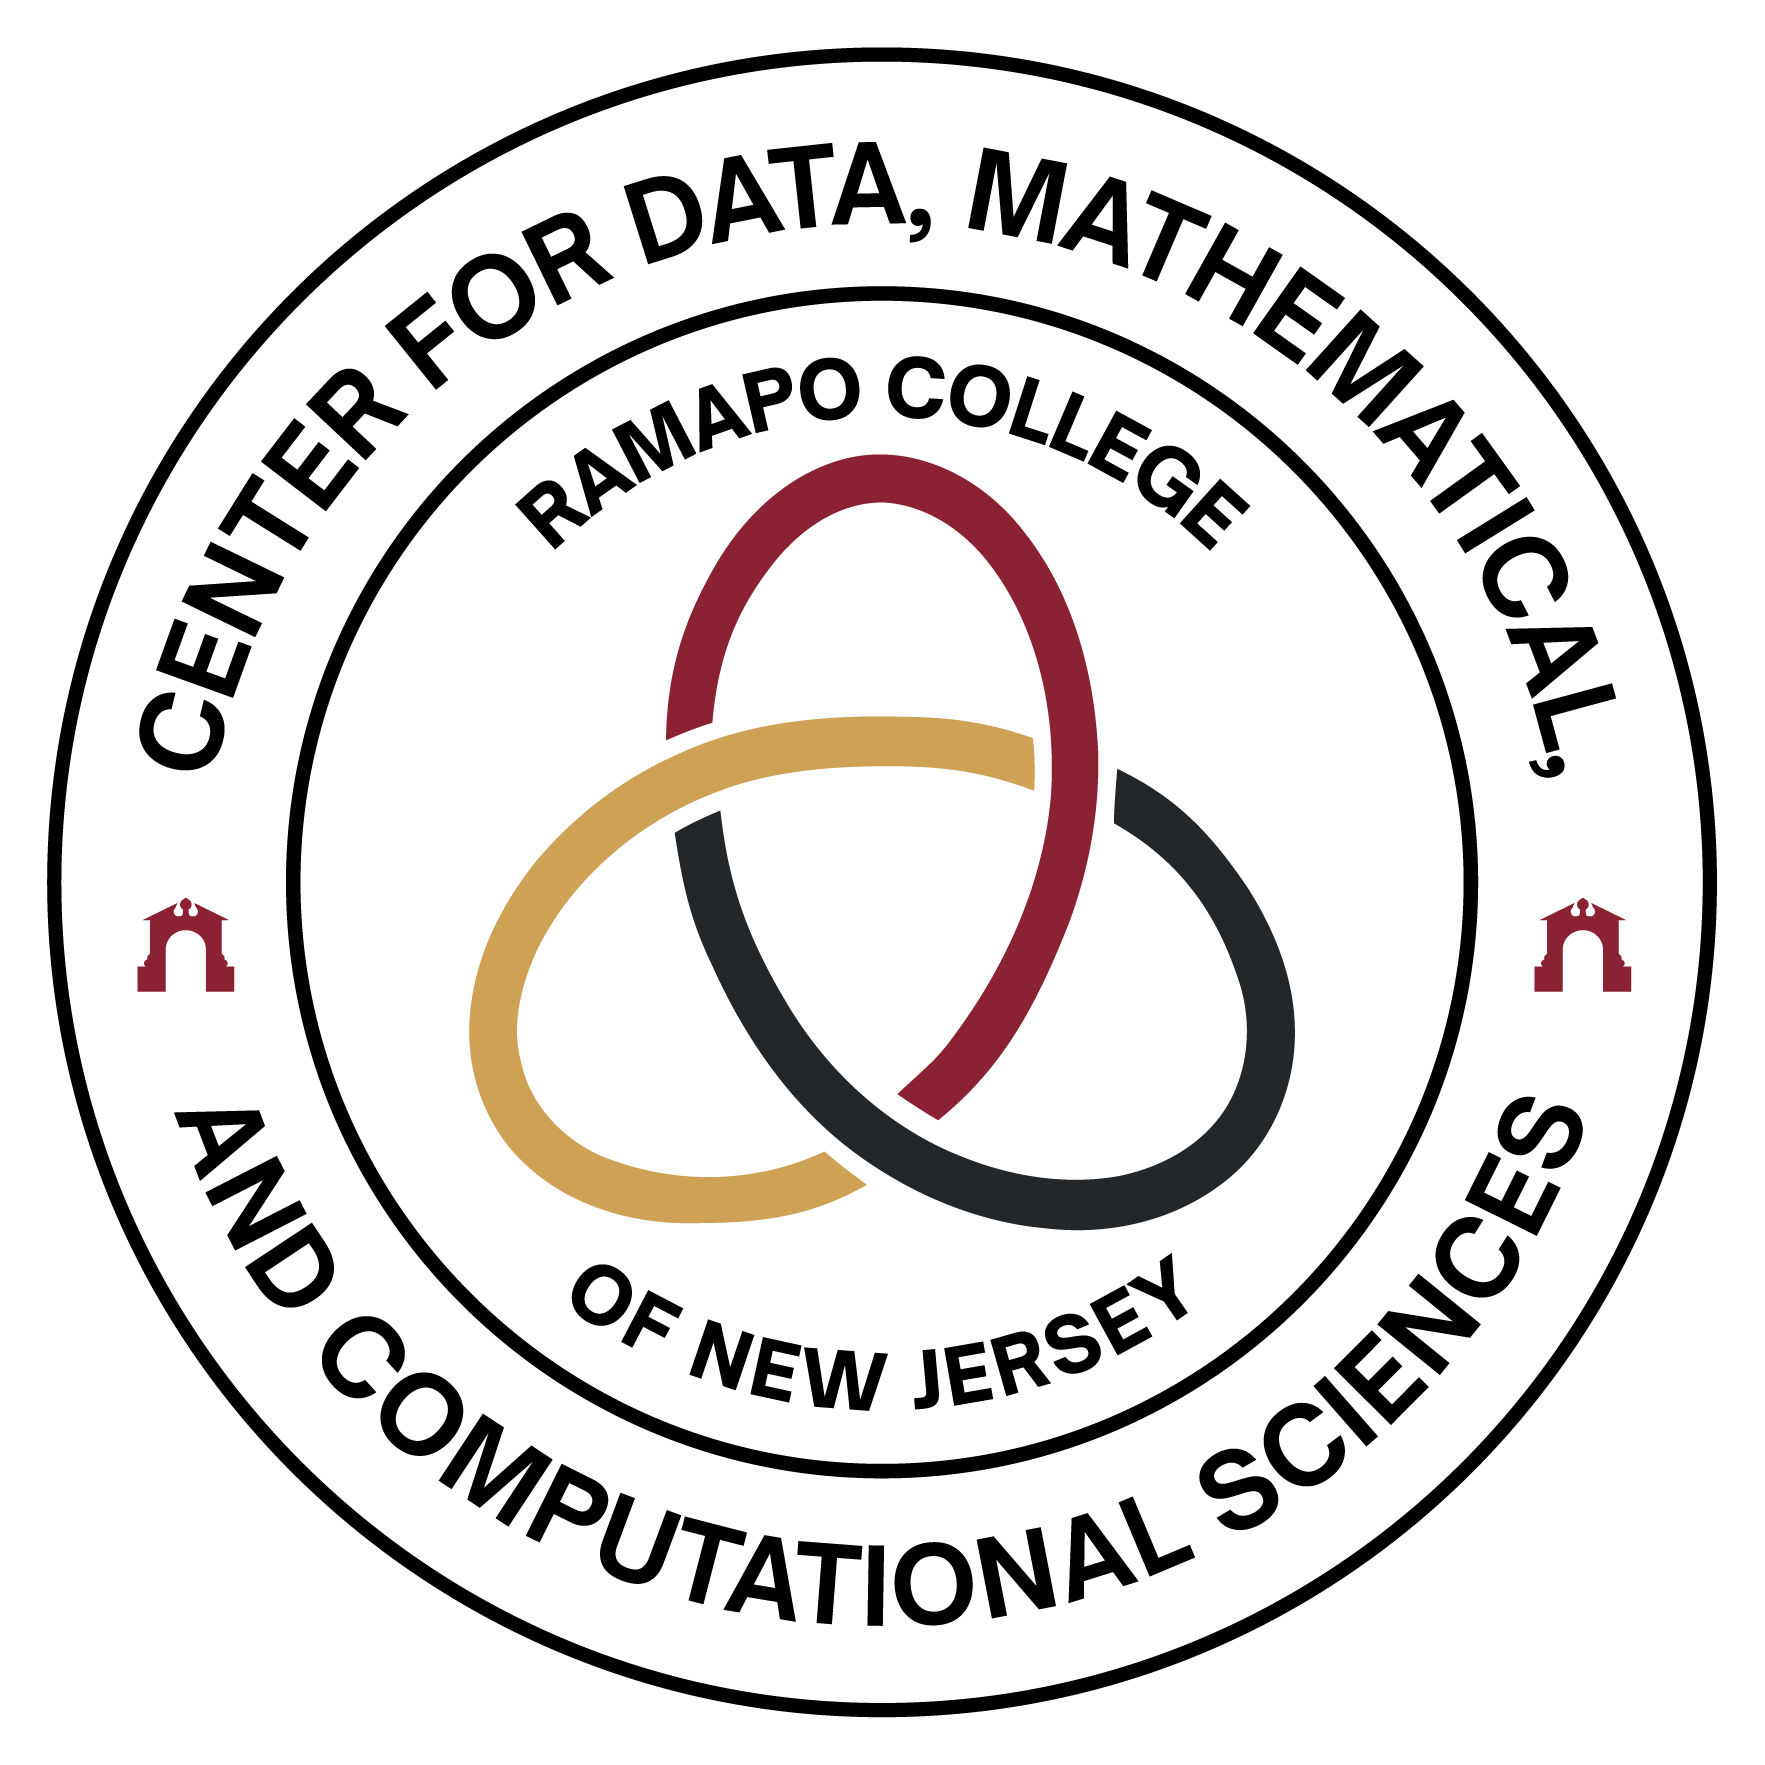 CENTER FOR DATA, MATHEMATICAL,
AND COMPUTATIONAL SCIENCES
RAMAPO COLLEGE
OF NEW JERSEY